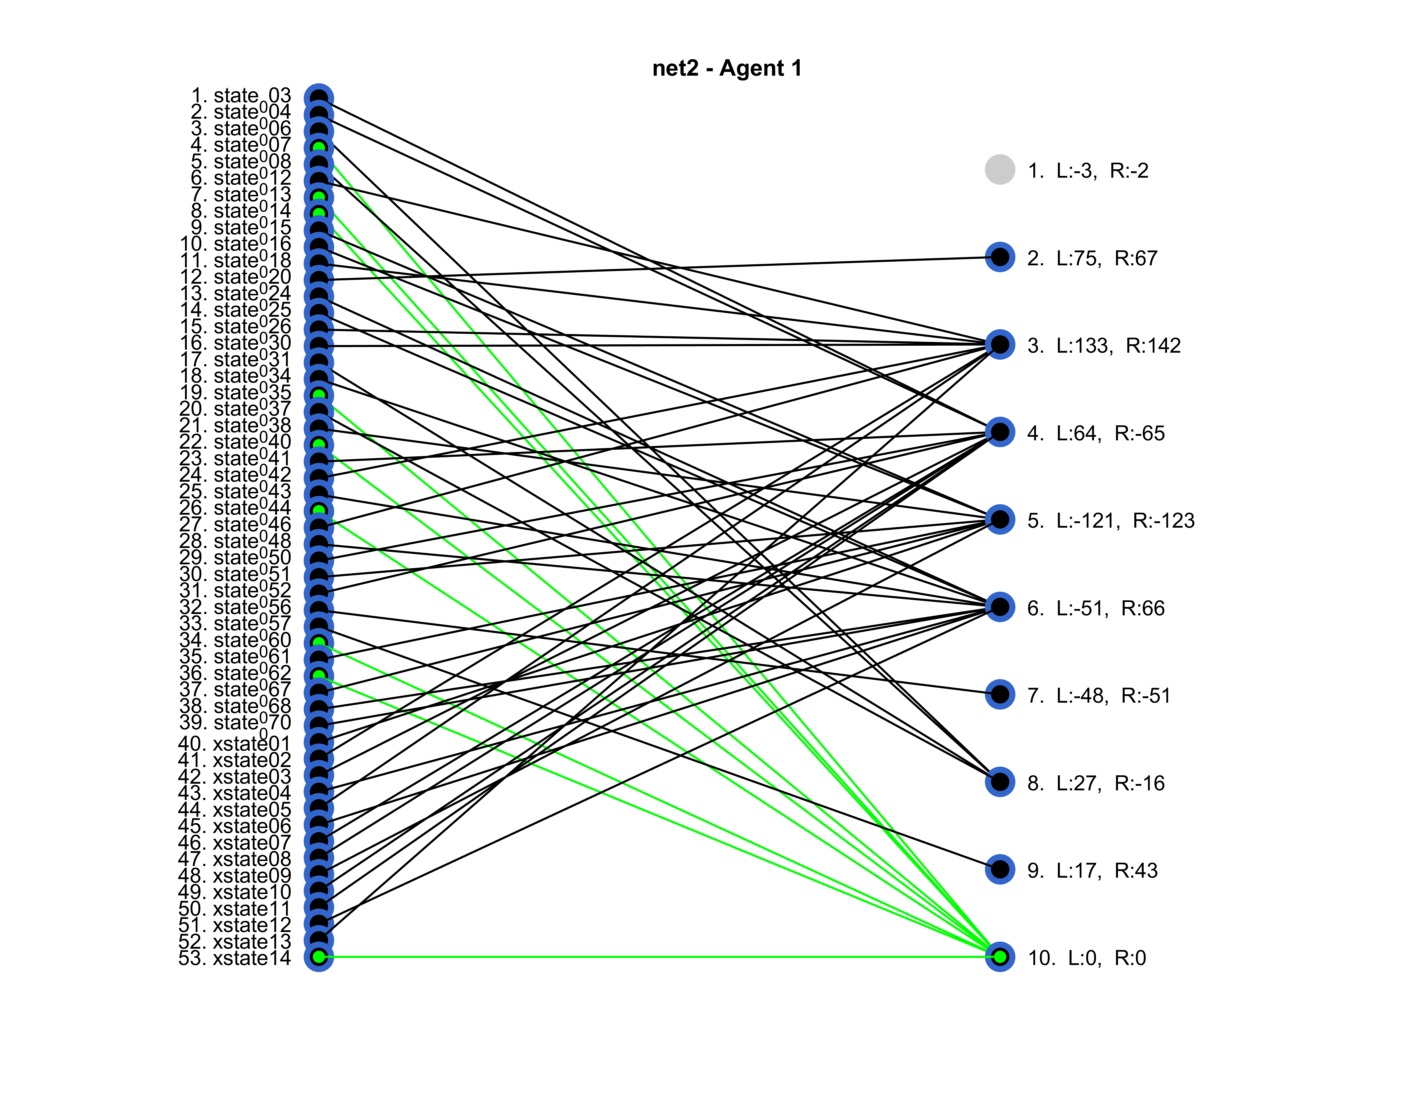 net2 - Agent 1
1. state₀03
2. state₀04
3. state₀06
4. state₀07
5. state₀08
6. state₀12
7. state₀13
8. state₀14
9. state₀15
10. state₀16
11. state₀18
12. state₀20
13. state₀24
14. state₀25
15. state₀26
16. state₀30
17. state₀31
18. state₀34
19. state₀35
20. state₀37
21. state₀38
22. state₀40
23. state₀41
24. state₀42
25. state₀43
26. state₀44
27. state₀46
28. state₀48
29. state₀50
30. state₀51
31. state₀52
32. state₀56
33. state₀57
34. state₀60
35. state₀61
36. state₀62
37. state₀67
38. state₀68
39. state₀70
40. xstate01
41. xstate02
42. xstate03
43. xstate04
44. xstate05
45. xstate06
46. xstate07
47. xstate08
48. xstate09
49. xstate10
50. xstate11
51. xstate12
52. xstate13
53. xstate14
1. L:-3, R:-2
2. L:75, R:67
3. L:133, R:142
4. L:64, R:-65
5. L:-121, R:-123
6. L:-51, R:66
7. L:-48, R:-51
8. L:27, R:-16
9. L:17, R:43
10. L:0, R:0